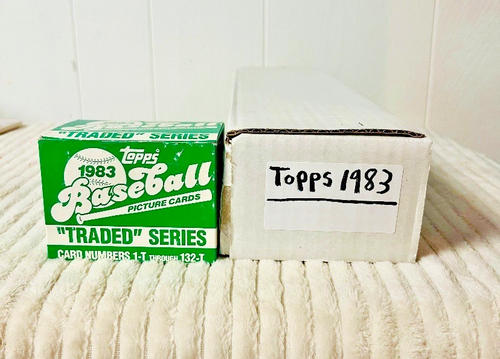 "TRADED" SERIES
Topps
1983
Baseball
PICTURE CARDS
"TRADED" SERIES
CARD NUMBERS 1-T THROUGH 132-T
Topps 1983